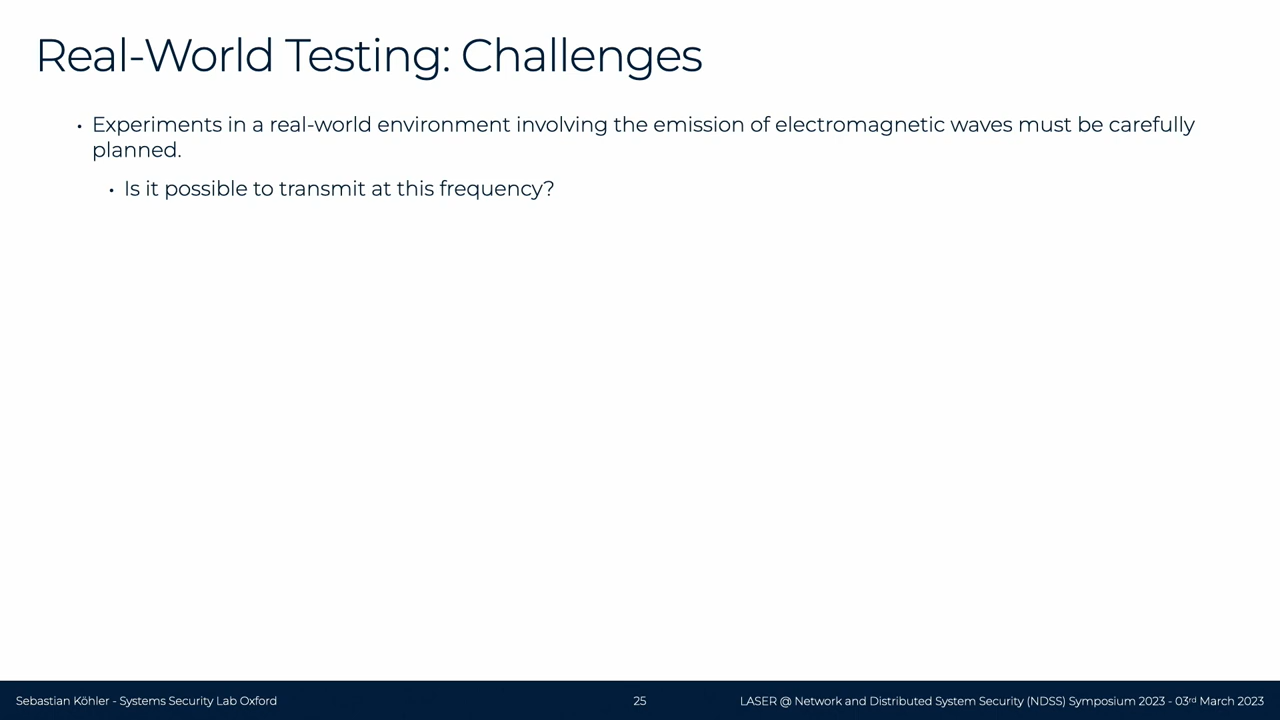 Real-World Testing: Challenges
• Experiments in a real-world environment involving the emission of electromagnetic waves must be carefully
planned.
• Is it possible to transmit at this frequency?
Sebastian Köhler - Systems Security Lab Oxford
25
LASER @ Network and Distributed System Security (NDSS) Symposium 2023 - 03rd March 2023